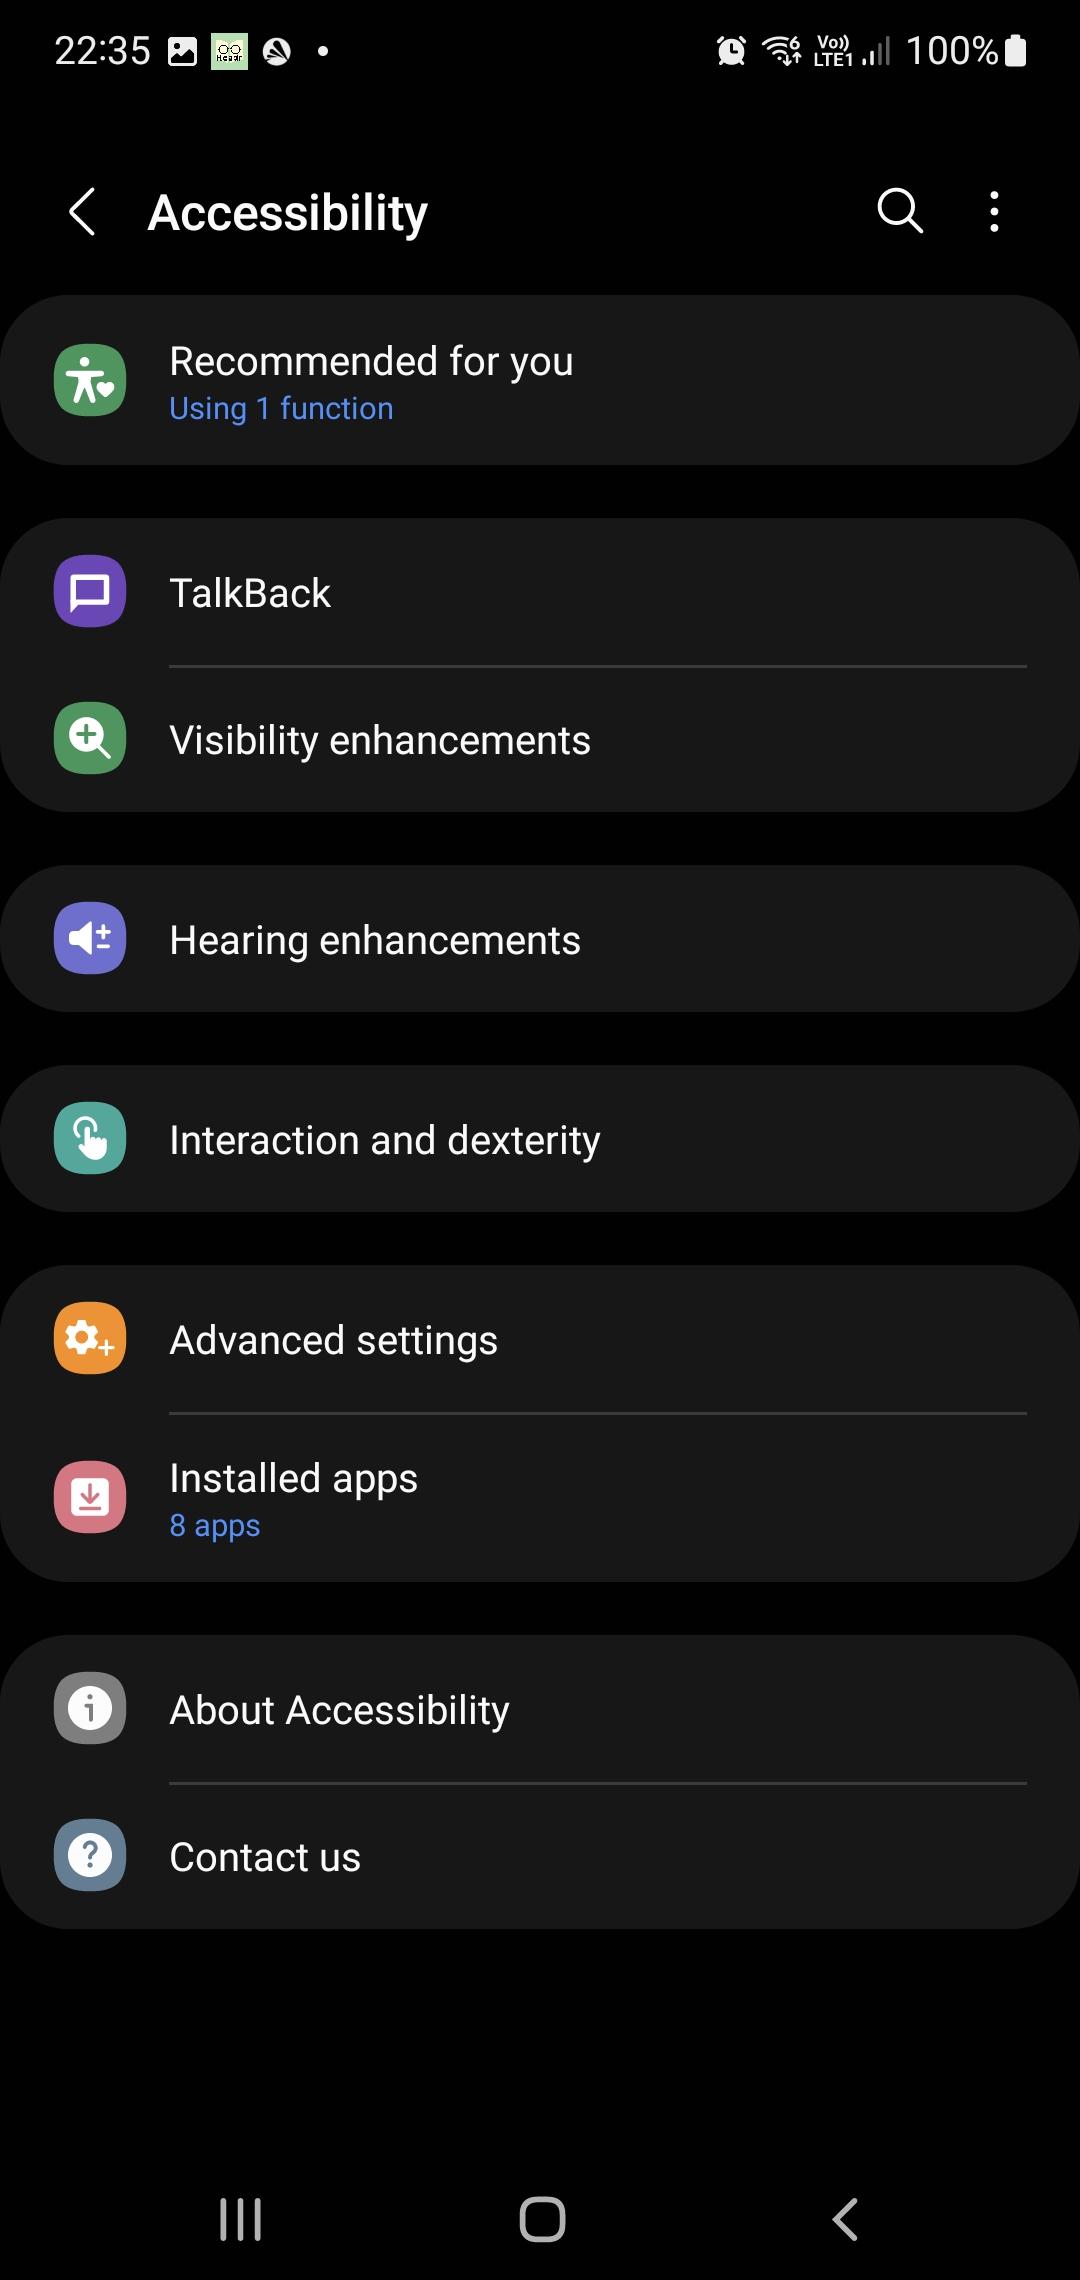 22:35
Vo)) LTE1
100%
Accessibility
Recommended for you
Using 1 function
TalkBack
Visibility enhancements
Hearing enhancements
Interaction and dexterity
Advanced settings
Installed apps
8 apps
About Accessibility
Contact us